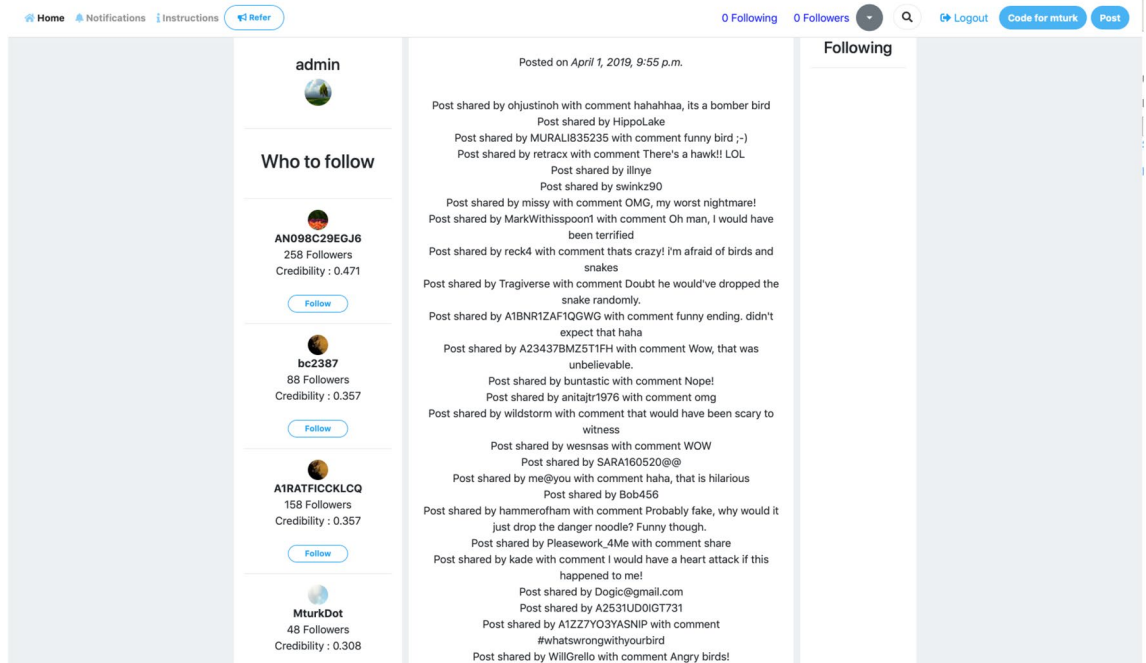 Home Notifications Instructions Refer 0 Following 0 Followers Logout Code for mturk Post
admin
Who to follow
AN098C29EGJ6
258 Followers
Credibility : 0.471
Follow
bc2387
88 Followers
Credibility : 0.357
Follow
A1RATFICCKLCQ
158 Followers
Credibility : 0.357
Follow
MturkDot
48 Followers
Credibility : 0.308
Posted on April 1, 2019, 9:55 p.m.
Post shared by ohjustinoh with comment hahahhaa, its a bomber bird
Post shared by HippoLake
Post shared by MURALI835235 with comment funny bird ;-)
Post shared by retracx with comment There's a hawk!! LOL
Post shared by illnye
Post shared by swinkz90
Post shared by missy with comment OMG, my worst nightmare!
Post shared by MarkWithisspoon1 with comment Oh man, I would have
been terrified
Post shared by reck4 with comment thats crazy! i'm afraid of birds and
snakes
Post shared by Tragiverse with comment Doubt he would've dropped the
snake randomly.
Post shared by A1BNR1ZAF1QGWG with comment funny ending. didn't
expect that haha
Post shared by A23437BMZ5T1FH with comment Wow, that was
unbelievable.
Post shared by buntastic with comment Nope!
Post shared by anitajtr1976 with comment omg
Post shared by wildstorm with comment that would have been scary to
witness
Post shared by wesnsas with comment WOW
Post shared by SARA160520@@
Post shared by me@you with comment haha, that is hilarious
Post shared by Bob456
Post shared by hammerofham with comment Probably fake, why would it
just drop the danger noodle? Funny though.
Post shared by Pleasework_4Me with comment share
Post shared by kade with comment I would have a heart attack if this
happened to me!
Post shared by Dogic@gmail.com
Post shared by A2531UD0IGT731
Post shared by A1ZZ7YO3YASNIP with comment
#whatswrongwithyourbird
Post shared by WillGrello with comment Angry birds!
Following